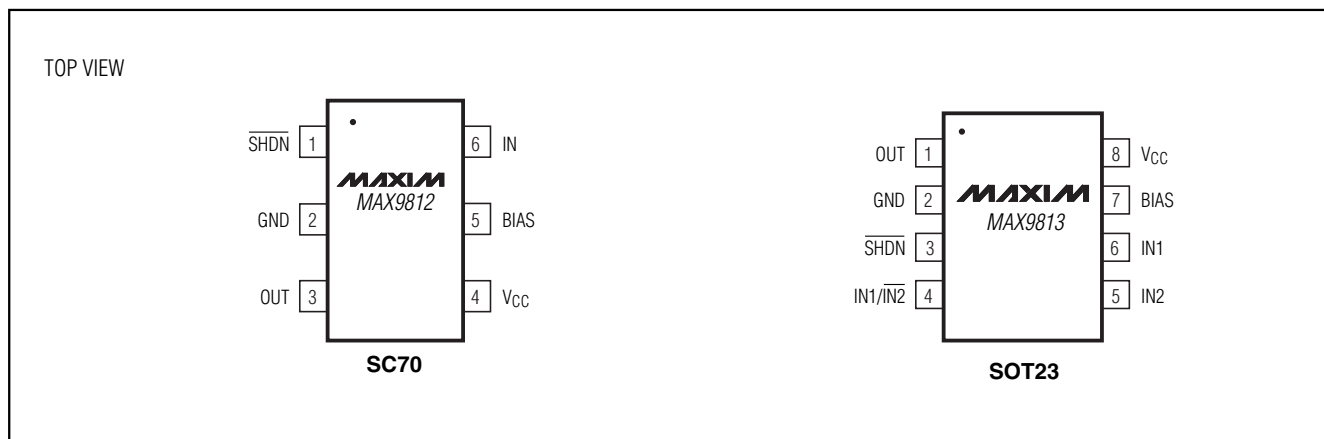 TOP VIEW
SHDN 1
6 IN
MAXIM
MAX9812
GND 2
5 BIAS
OUT 3
4 VCC
SC70
OUT 1
8 VCC
MAXIM
MAX9813
GND 2
7 BIAS
SHDN 3
6 IN1
IN1/IN2 4
5 IN2
SOT23